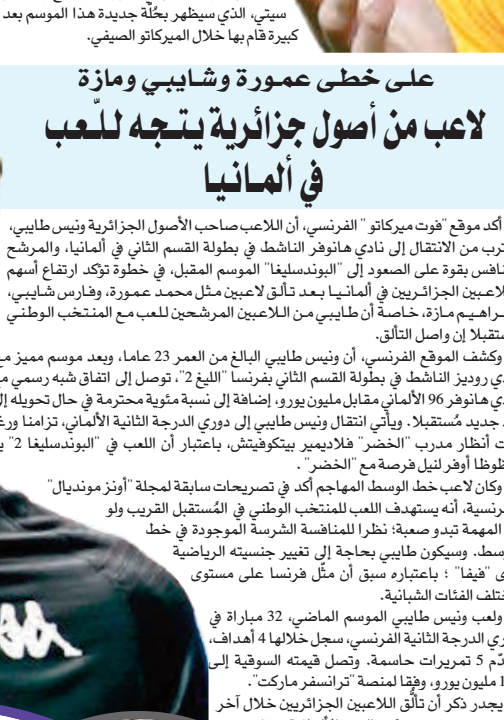 سيتي، الذي سيظهر بحُلّة جديدة هذا الموسم بعد
كبيرة قام بها خلال الميركاتو الصيفي.
على خطى عمورة وشايبي ومازة
لاعب من أصول جزائرية يتجه للّعب
في ألمانيا
أكد موقع "فوت ميركاتو" الفرنسي، أن اللاعب صاحب الأصول الجزائرية ونيس طايبي،
ترب من الانتقال إلى نادي هانوفر الناشط في بطولة القسم الثاني في ألمانيا، والمرشح
نافس بقوة على الصعود إلى "البوندسليغا" الموسم المقبل، في خطوة تؤكد ارتفاع أسهم
لاعبين الجزائريين في ألمانيا بعد تألق لاعبين مثل محمد عمورة، وفارس شايبي،
راهيم مازة، خاصة أن طايبي من اللاعبين المرشحين للعب مع المنتخب الوطني
ستقبلا إن واصل التألق.
وكشف الموقع الفرنسي، أن ونيس طايبي البالغ من العمر 23 عاما، وبعد موسم مميز مع
دي روديز الناشط في بطولة القسم الثاني بفرنسا "الليغ 2"، توصل إلى اتفاق شبه رسمي
دي هانوفر 96 الألماني مقابل مليون يورو، إضافة إلى نسبة مئوية محترمة في حال تحويله
جديد مُستقبلا. ويأتي انتقال ونيس طايبي إلى دوري الدرجة الثانية الألماني، تزامنا
ت أنظار مدرب "الخضر" فلاديمير بيتكوفيتش، باعتبار أن اللعب في "البوندسليغا 2"
ظوظا أوفر لنيل فرصة مع "الخضر".
وكان لاعب خط الوسط المهاجم أكد في تصريحات سابقة لمجلة "أونز مونديال"
فرنسية، أنه يستهدف اللعب للمنتخب الوطني في المُستقبل القريب ولو
المهمة تبدو صعبة؛ نظرا للمنافسة الشرسة الموجودة في خط
وسط. وسيكون طايبي بحاجة إلى تغيير جنسيته الرياضية
ى "فيفا" ؛ باعتباره سبق أن مثّل فرنسا على مستوى
ختلف الفئات الشبانية.
ولعب ونيس طايبي الموسم الماضي، 32 مباراة في
ري الدرجة الثانية الفرنسي، سجل خلالها 4 أهداف،
دّم 5 تمريرات حاسمة. وتصل قيمته السوقية إلى
1 مليون يورو، وفقا لمنصة "ترانسفر ماركت".
يجدر ذكر أن تألُّق اللاعبين الجزائريين خلال آخر